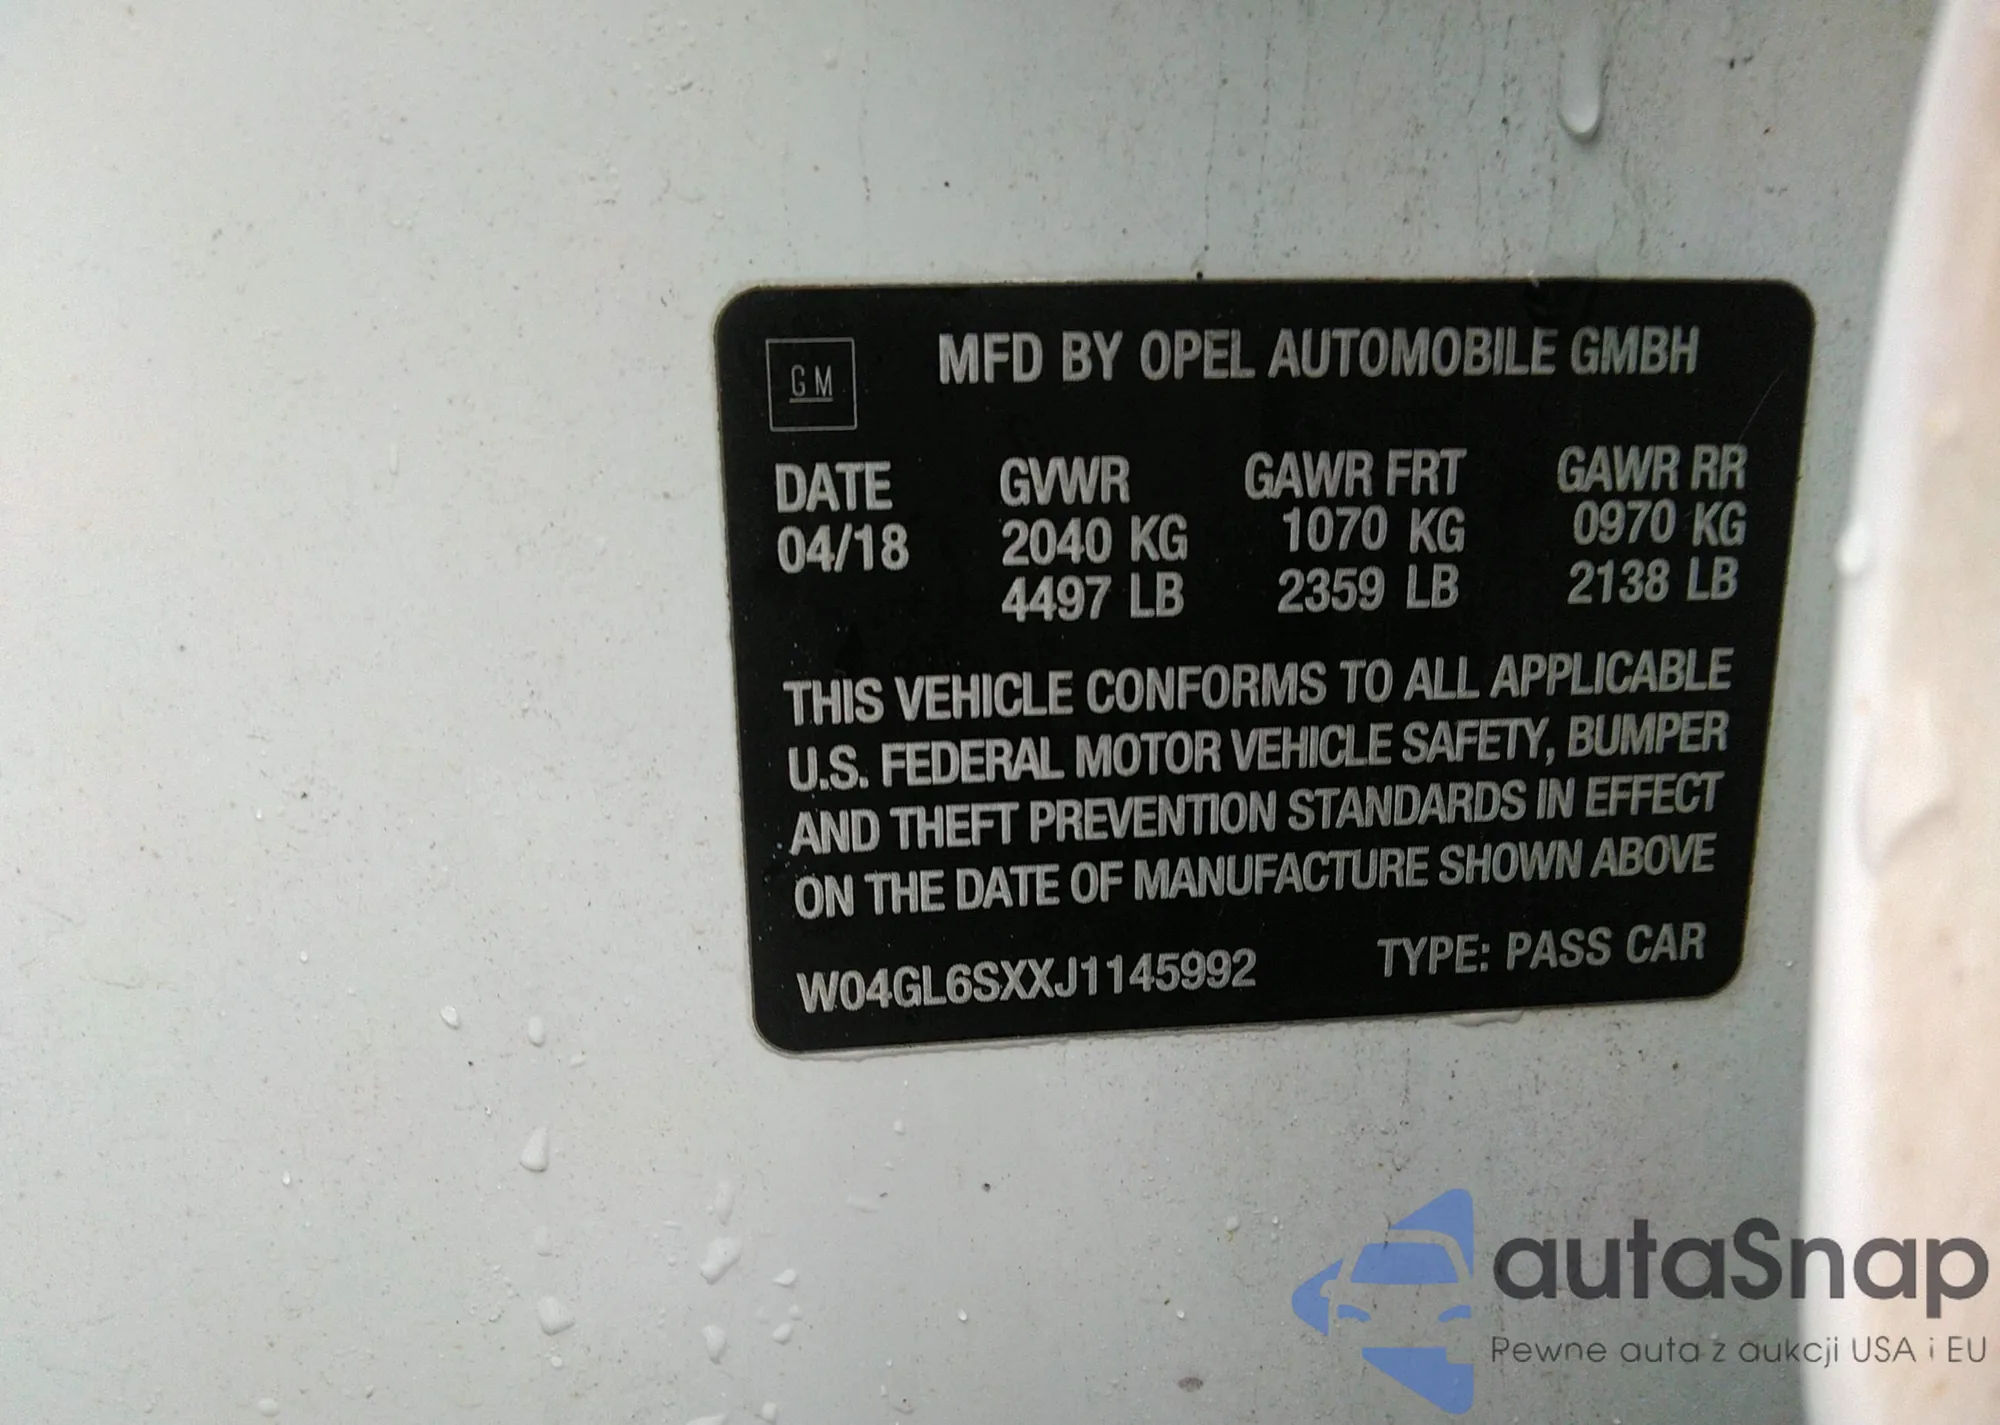 GM
MFD BY OPEL AUTOMOBILE GMBH
DATE GVWR GAWR FRT GAWR RR
04/18 2040 KG 1070 KG 0970 KG
4497 LB 2359 LB 2138 LB
THIS VEHICLE CONFORMS TO ALL APPLICABLE
U.S. FEDERAL MOTOR VEHICLE SAFETY, BUMPER
AND THEFT PREVENTION STANDARDS IN EFFECT
ON THE DATE OF MANUFACTURE SHOWN ABOVE
W04GL6SXXJ1145992 TYPE: PASS CAR
autaSnap
Pewne auta z aukcji USA i EU